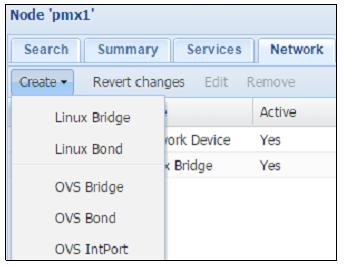 Node 'pmx1'
Search Summary Services Network
Create Revert changes Edit Remove
Active
Linux Bridge
Device Yes
Linux Bond
Bridge Yes
OVS Bridge
OVS Bond
OVS IntPort